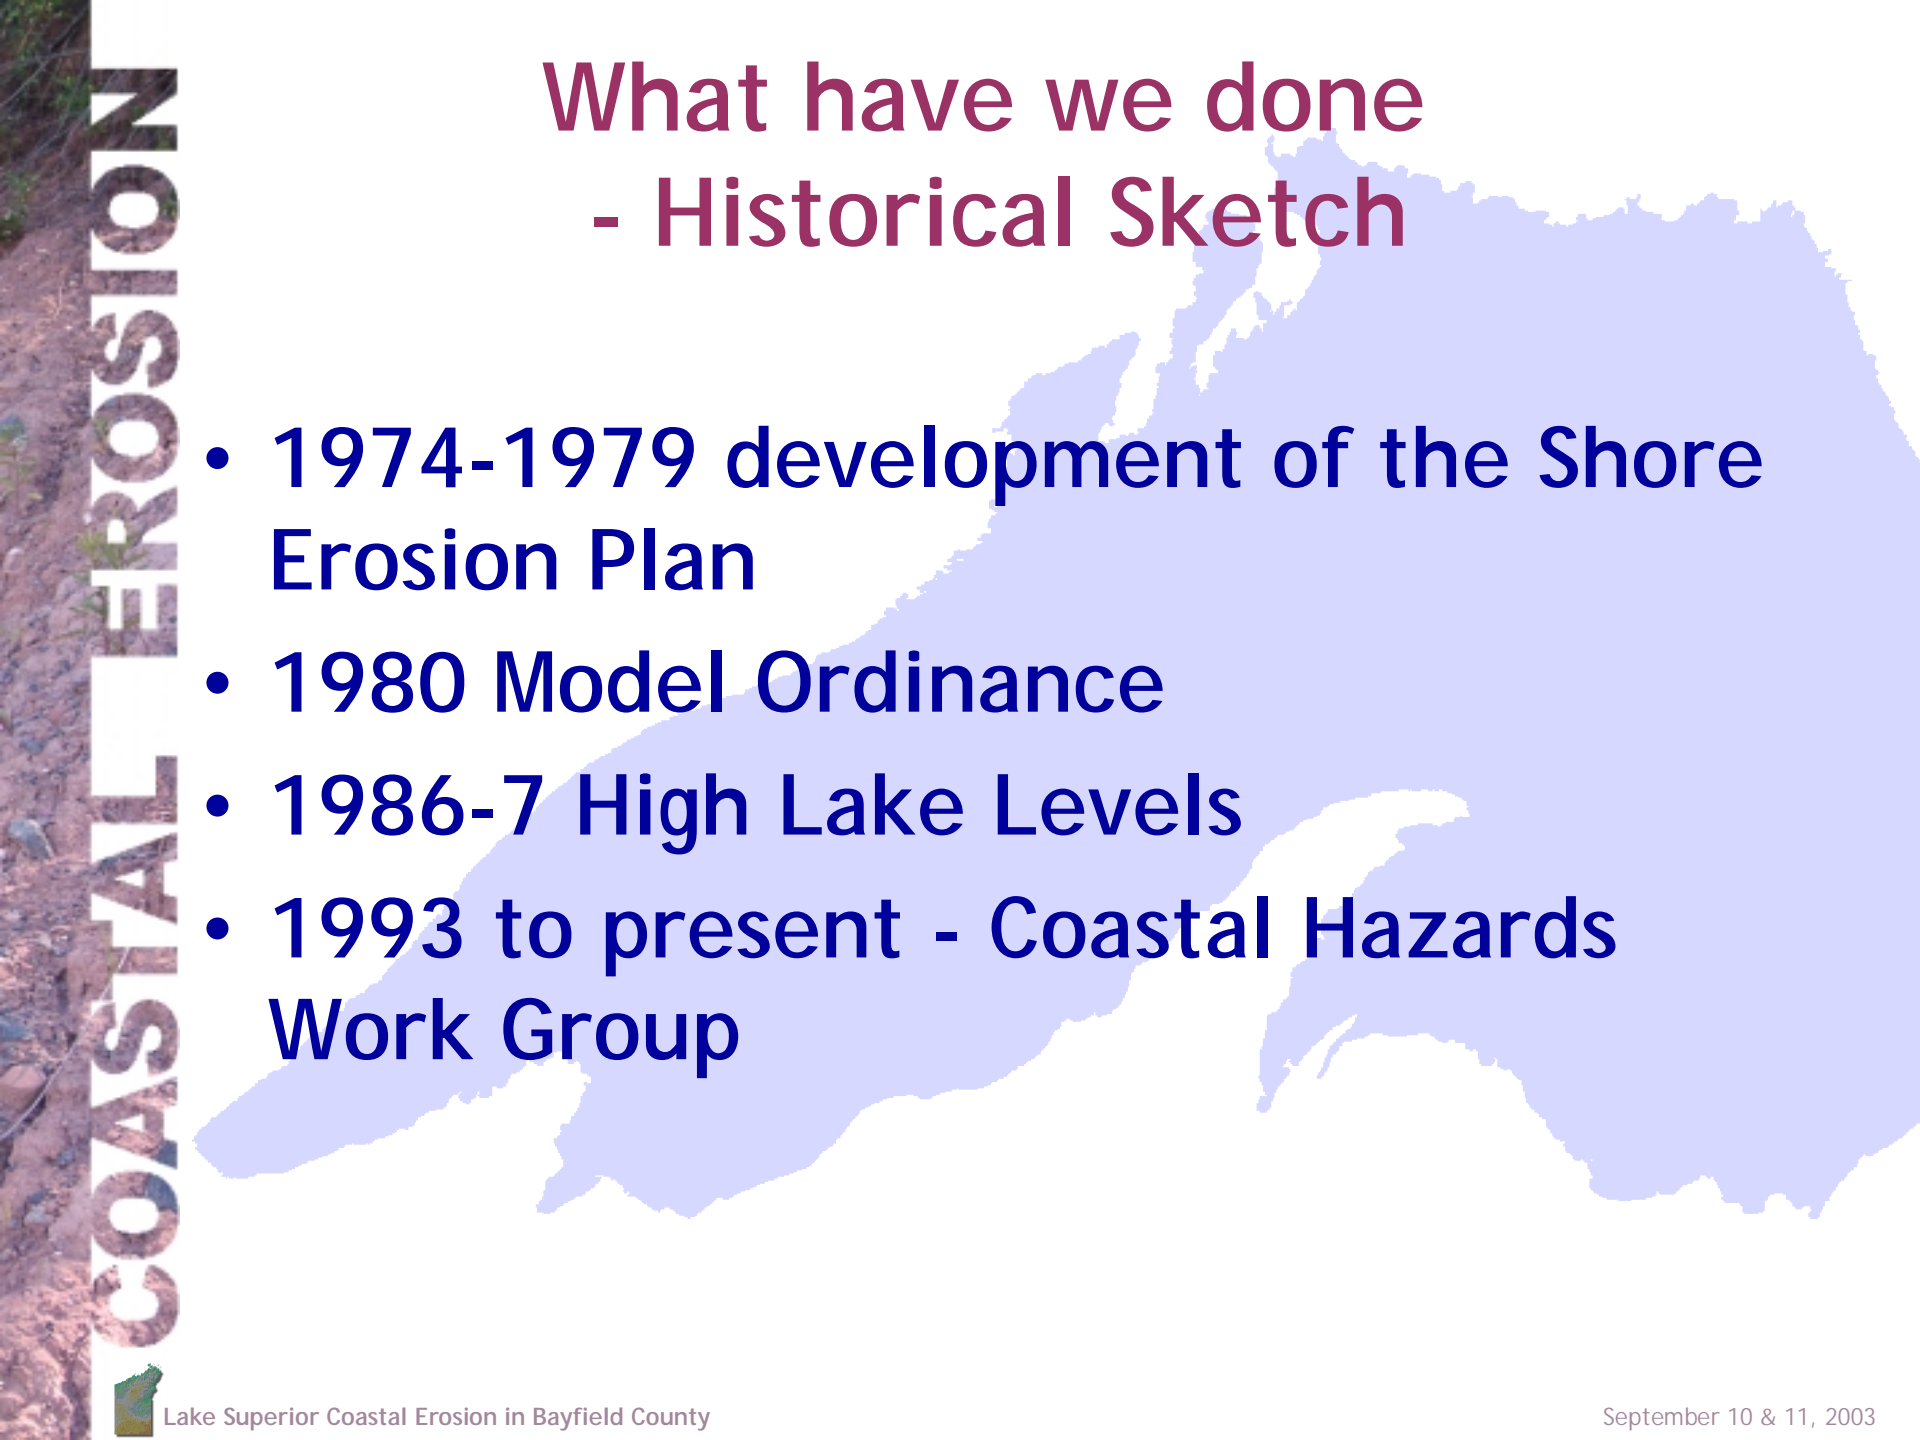 What have we done
- Historical Sketch
• 1974-1979 development of the Shore
Erosion Plan
• 1980 Model Ordinance
• 1986-7 High Lake Levels
• 1993 to present - Coastal Hazards
Work Group
COASTAL EROSION
Lake Superior Coastal Erosion in Bayfield County
September 10 & 11, 2003